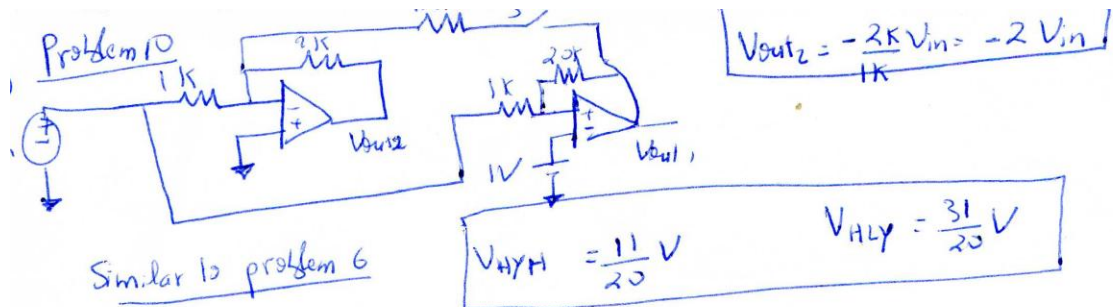 Problem 10
1K
2K
Vout2
1K
20K
1V
Vout1
Vout2 = -2K/1K Vin = -2 Vin
Similar to problem 6
VHYH = 11/20 V
VHLY = 31/20 V